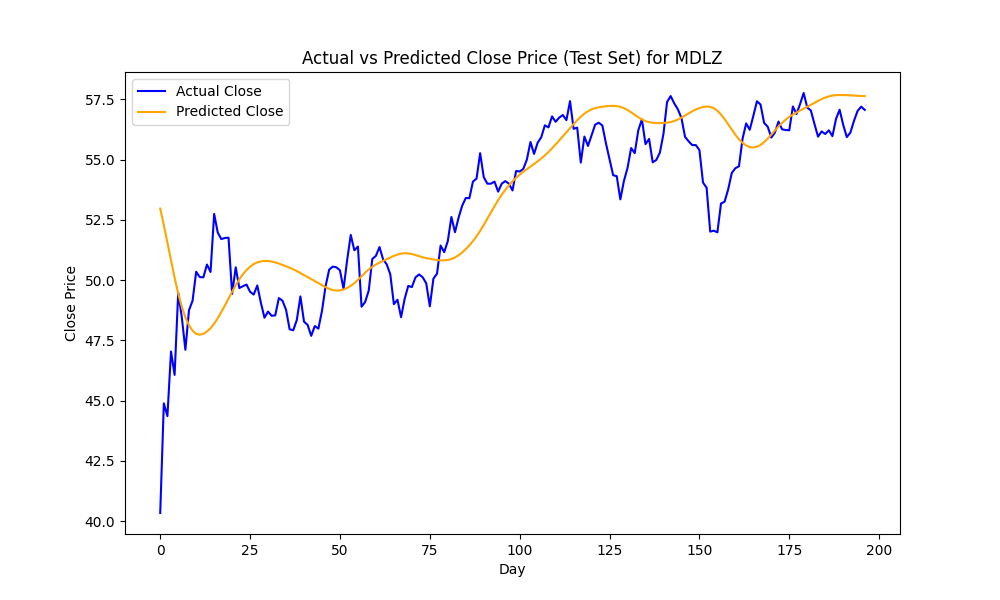 Actual vs Predicted Close Price (Test Set) for MDLZ
Actual Close
Predicted Close
57.5
55.0
52.5
50.0
47.5
45.0
42.5
40.0
Close Price
0 25 50 75 100 125 150 175 200
Day